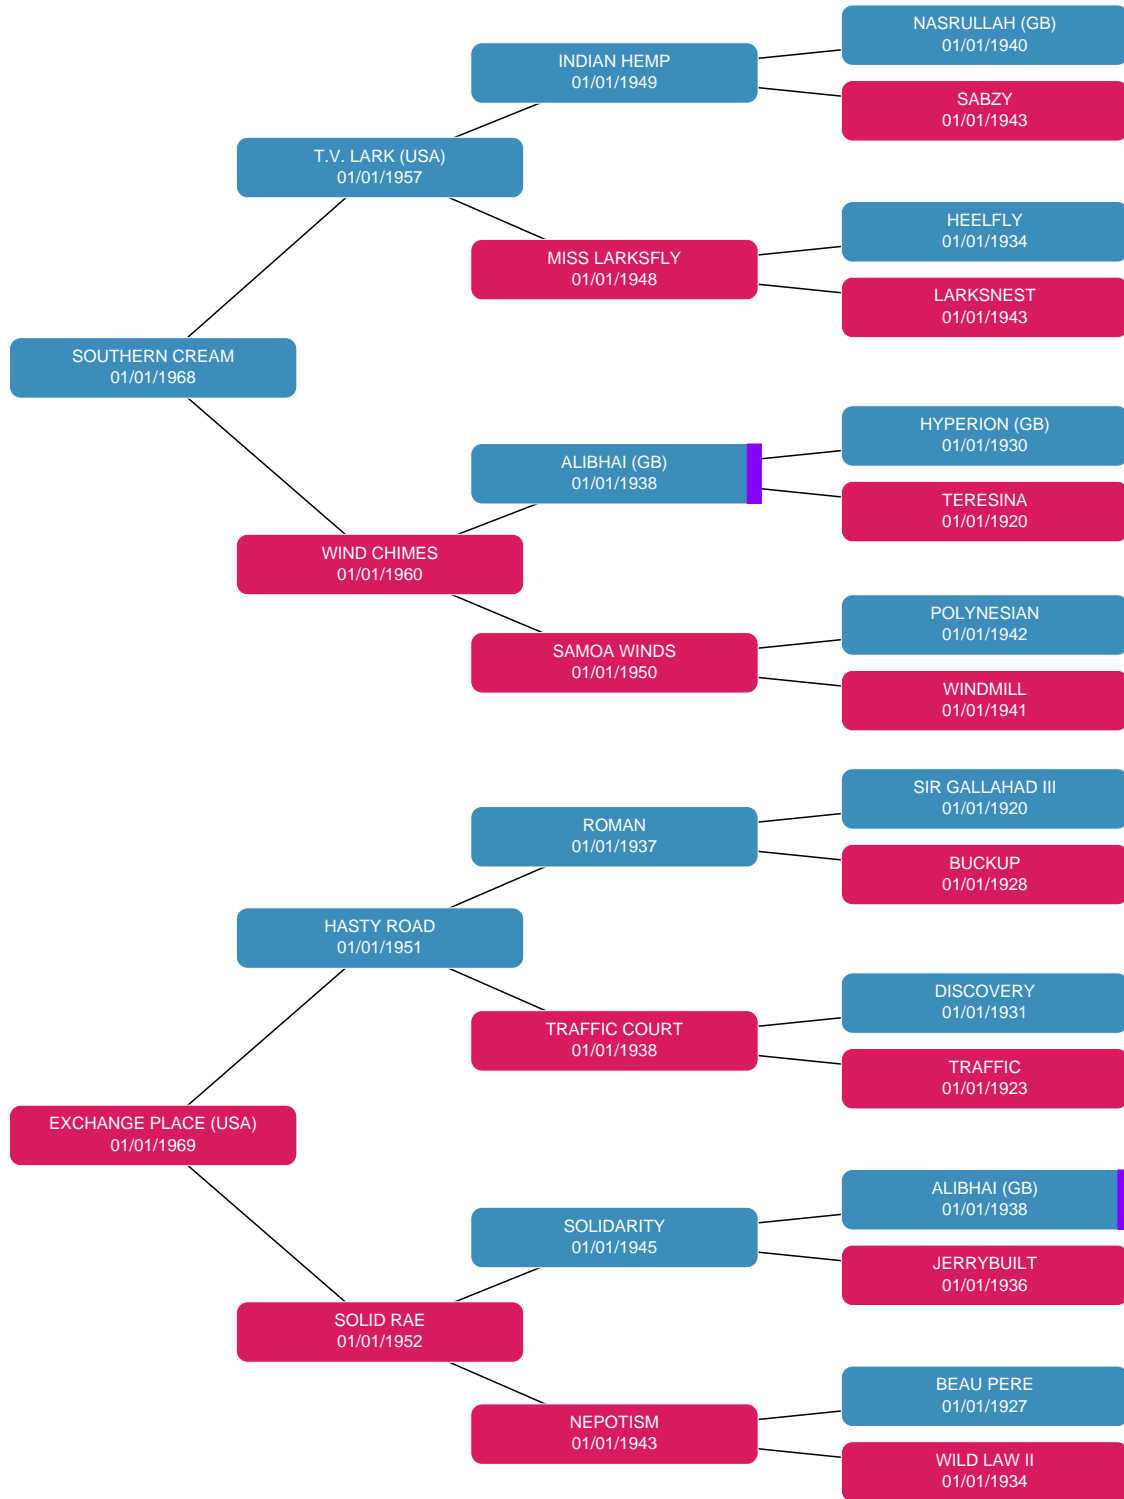 NASRULLAH (GB)
01/01/1940
INDIAN HEMP
01/01/1949
SABZY
01/01/1943
T.V. LARK (USA)
01/01/1957
HEELFLY
01/01/1934
MISS LARKSFLY
01/01/1948
LARKSNEST
01/01/1943
SOUTHERN CREAM
01/01/1968
HYPERION (GB)
01/01/1930
ALIBHAI (GB)
01/01/1938
TERESINA
01/01/1920
WIND CHIMES
01/01/1960
POLYNESIAN
01/01/1942
SAMOA WINDS
01/01/1950
WINDMILL
01/01/1941
SIR GALLAHAD III
01/01/1920
ROMAN
01/01/1937
BUCKUP
01/01/1928
HASTY ROAD
01/01/1951
DISCOVERY
01/01/1931
TRAFFIC COURT
01/01/1938
TRAFFIC
01/01/1923
EXCHANGE PLACE (USA)
01/01/1969
ALIBHAI (GB)
01/01/1938
SOLIDARITY
01/01/1945
JERRYBUILT
01/01/1936
SOLID RAE
01/01/1952
BEAU PERE
01/01/1927
NEPOTISM
01/01/1943
WILD LAW II
01/01/1934